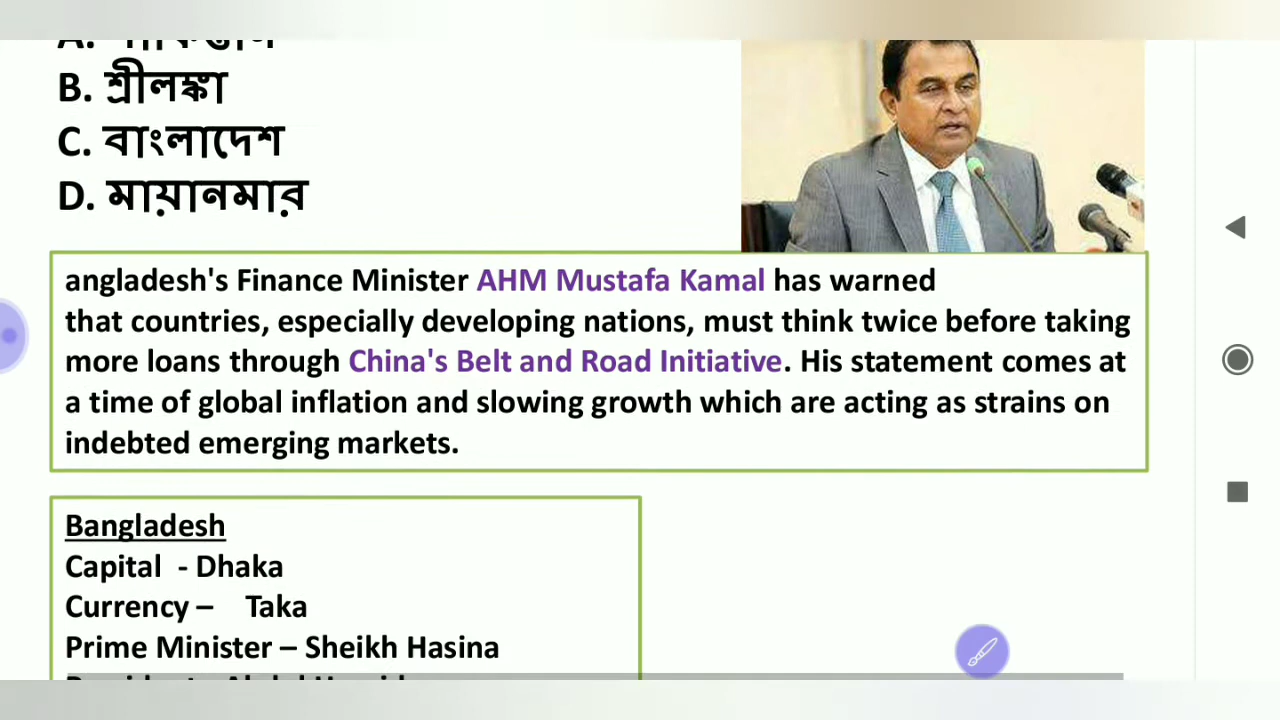 B. শ্রীলঙ্কা
C. বাংলাদেশ
D. মায়ানমার
angladesh's Finance Minister AHM Mustafa Kamal has warned
that countries, especially developing nations, must think twice before taking
more loans through China's Belt and Road Initiative. His statement comes at
a time of global inflation and slowing growth which are acting as strains on
indebted emerging markets.
Bangladesh
Capital - Dhaka
Currency – Taka
Prime Minister – Sheikh Hasina